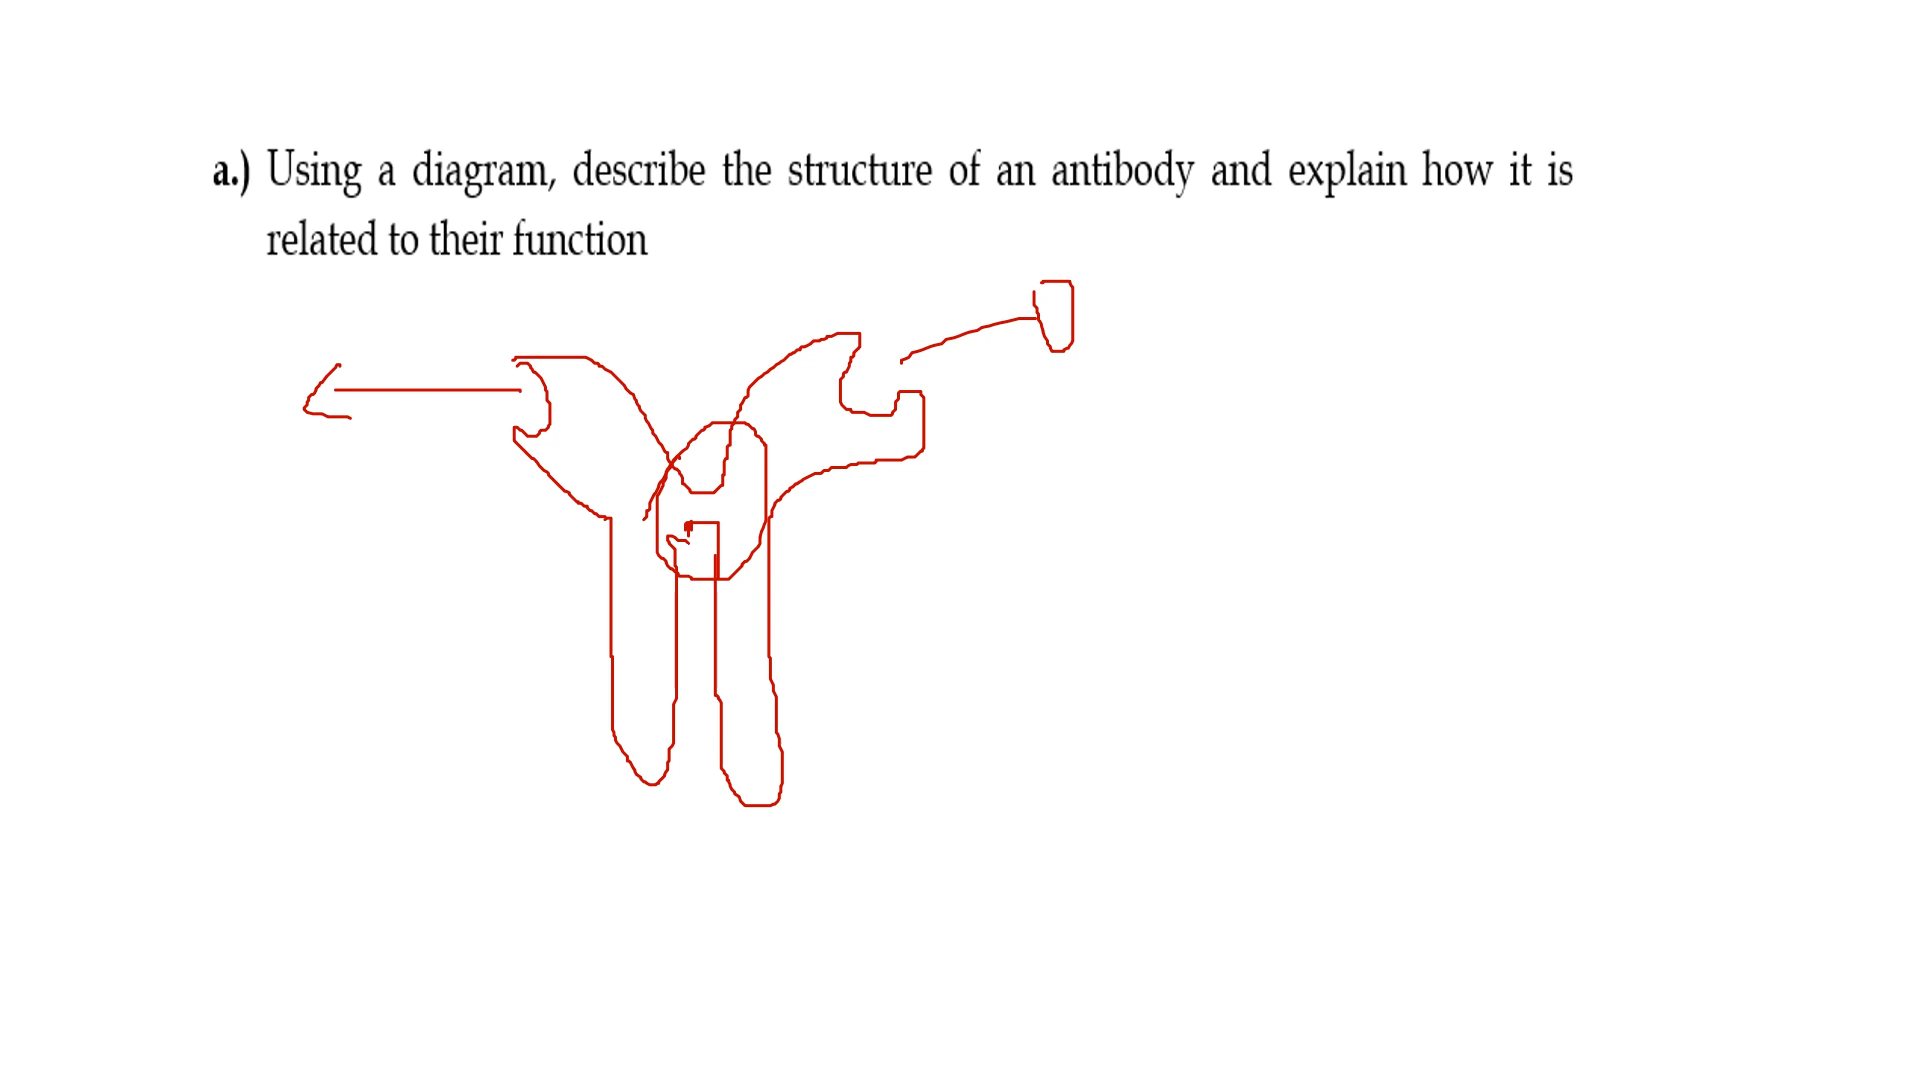 a.) Using a diagram, describe the structure of an antibody and explain how it is
related to their function